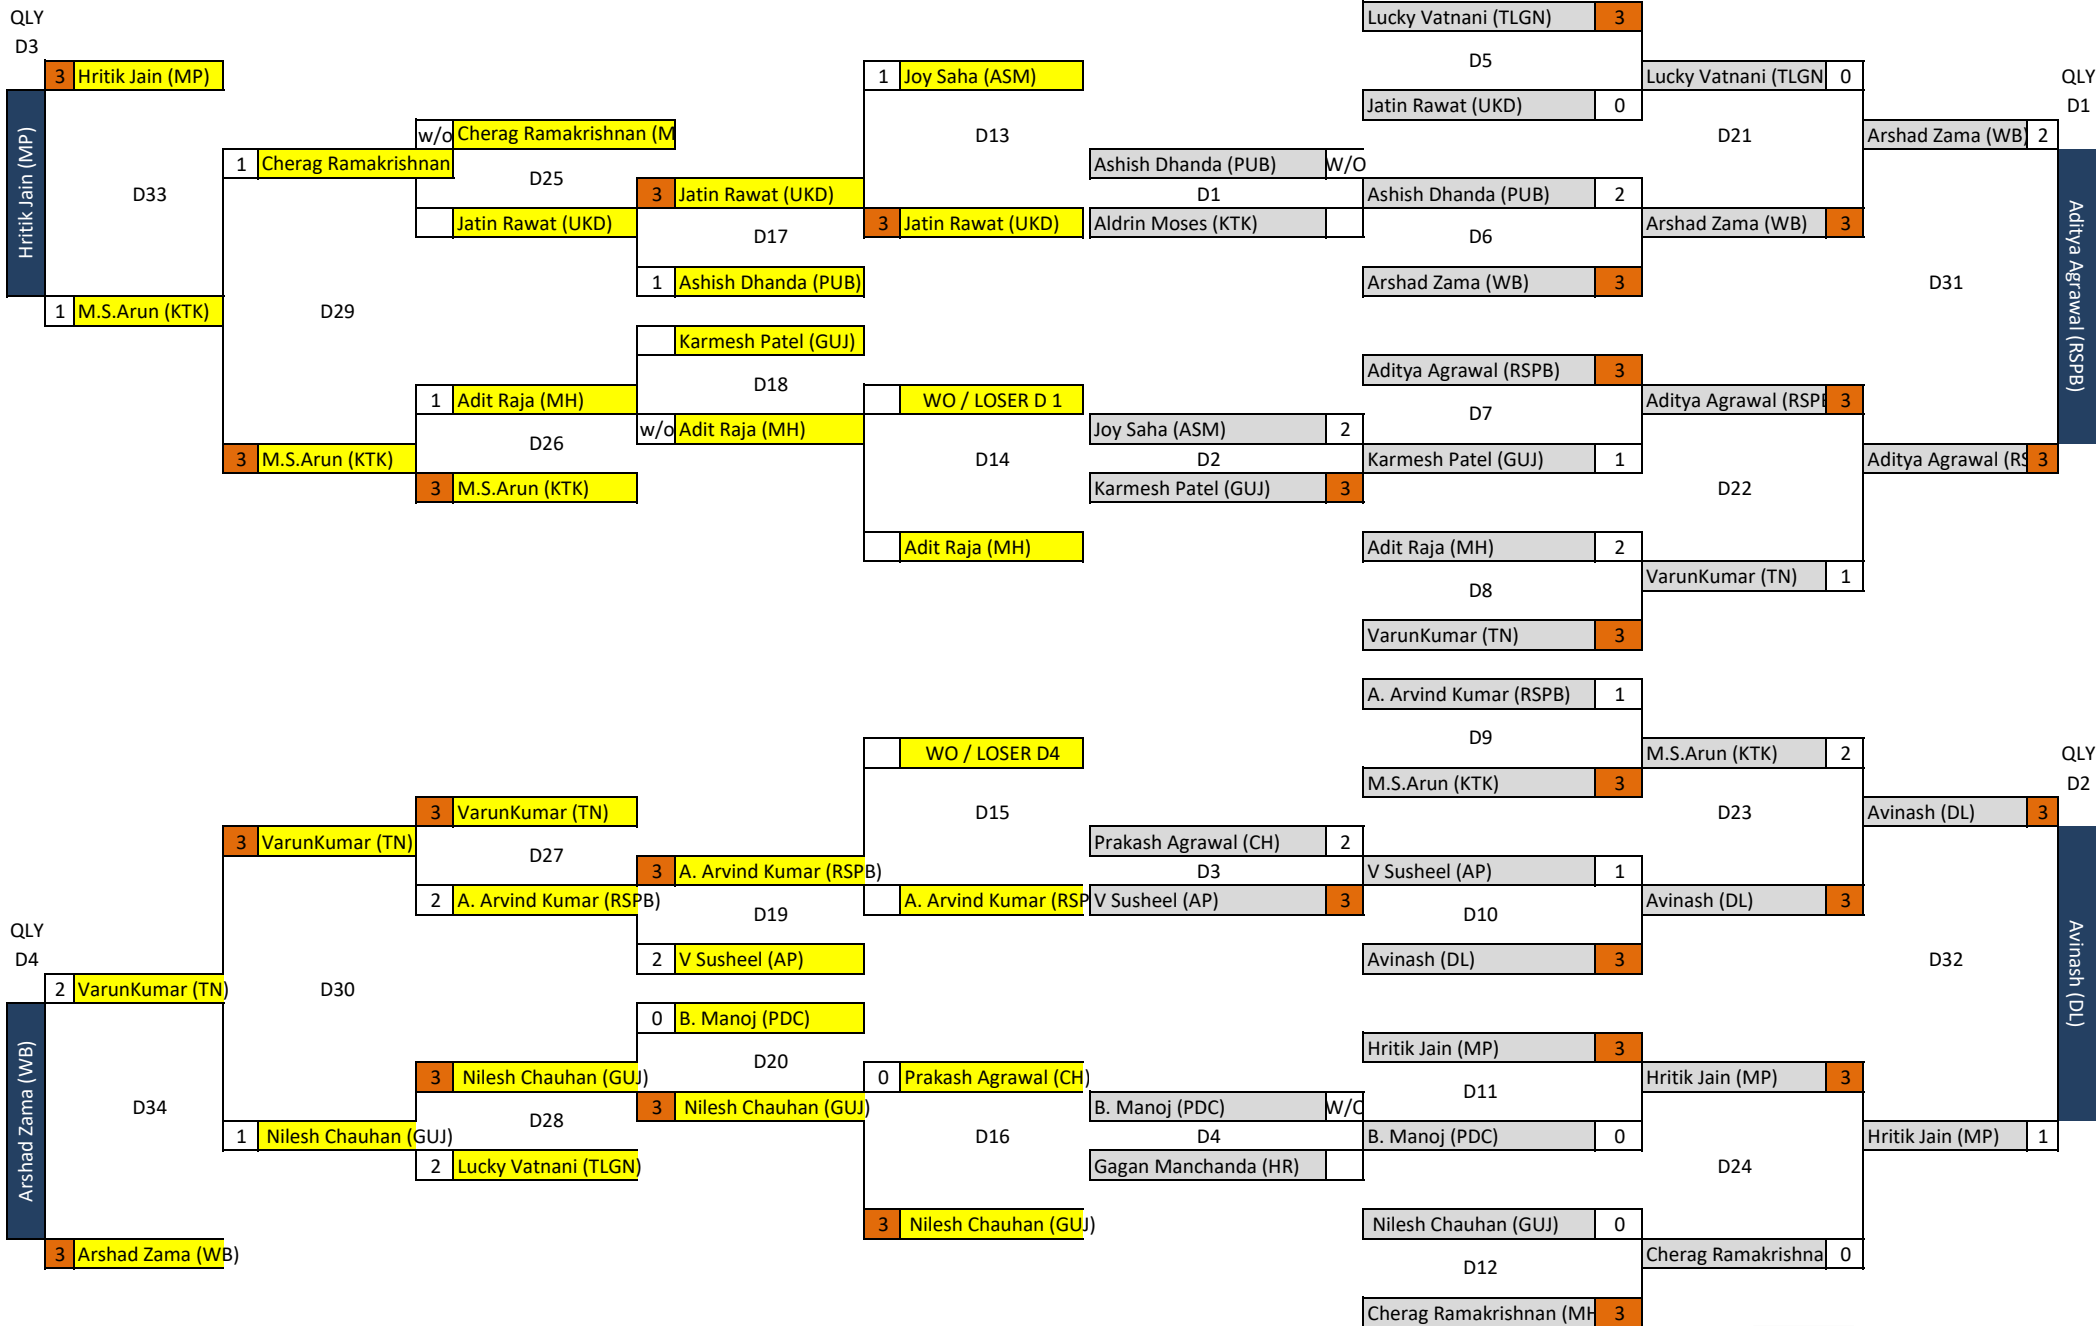 Lucky Vatnani (TLGN) 3
QLY
D3
D5
3 Hritik Jain (MP)
1 Joy Saha (ASM)
Lucky Vatnani (TLGN 0
QLY
D1
Jatin Rawat (UKD) 0
w/o Cherag Ramakrishnan (M
D13
D21
Arshad Zama (WB) 2
Hritik Jain (MP)
1 Cherag Ramakrishnan
Ashish Dhanda (PUB) W/O
D33
D25
3 Jatin Rawat (UKD)
D1
Ashish Dhanda (PUB) 2
Jatin Rawat (UKD)
3 Jatin Rawat (UKD)
Aldrin Moses (KTK)
Arshad Zama (WB) 3
D17
D6
Aditya Agrawal (RSPB)
1 Ashish Dhanda (PUB)
Arshad Zama (WB) 3
D31
1 M.S.Arun (KTK)
D29
Karmesh Patel (GUJ)
Aditya Agrawal (RSPB) 3
D18
1 Adit Raja (MH)
WO / LOSER D 1
Aditya Agrawal (RSPB 3
D7
w/o Adit Raja (MH)
Joy Saha (ASM) 2
D26
3 M.S.Arun (KTK)
D14
D2
Karmesh Patel (GUJ) 1
Aditya Agrawal (RS 3
3 M.S.Arun (KTK)
Karmesh Patel (GUJ) 3
D22
Adit Raja (MH)
Adit Raja (MH) 2
VarunKumar (TN) 1
D8
VarunKumar (TN) 3
A. Arvind Kumar (RSPB) 1
D9
WO / LOSER D4
M.S.Arun (KTK) 2
QLY
D2
M.S.Arun (KTK) 3
3 VarunKumar (TN)
D15
D23
Avinash (DL) 3
3 VarunKumar (TN)
Prakash Agrawal (CH) 2
D27
3 A. Arvind Kumar (RSPB)
D3
V Susheel (AP) 1
2 A. Arvind Kumar (RSPB)
A. Arvind Kumar (RSP
V Susheel (AP) 3
Avinash (DL) 3
D19
D10
QLY
D4
2 V Susheel (AP)
Avinash (DL) 3
D32
Avinash (DL)
2 VarunKumar (TN)
D30
0 B. Manoj (PDC)
Hritik Jain (MP) 3
D20
3 Nilesh Chauhan (GUJ)
0 Prakash Agrawal (CH)
Hritik Jain (MP) 3
D11
Arshad Zama (WB)
D34
3 Nilesh Chauhan (GUJ)
B. Manoj (PDC) W/O
D28
1 Nilesh Chauhan (GUJ)
D16
D4
B. Manoj (PDC) 0
Hritik Jain (MP) 1
2 Lucky Vatnani (TLGN)
Gagan Manchanda (HR)
D24
3 Nilesh Chauhan (GUJ)
Nilesh Chauhan (GUJ) 0
3 Arshad Zama (WB)
Cherag Ramakrishna 0
D12
Cherag Ramakrishnan (MH 3